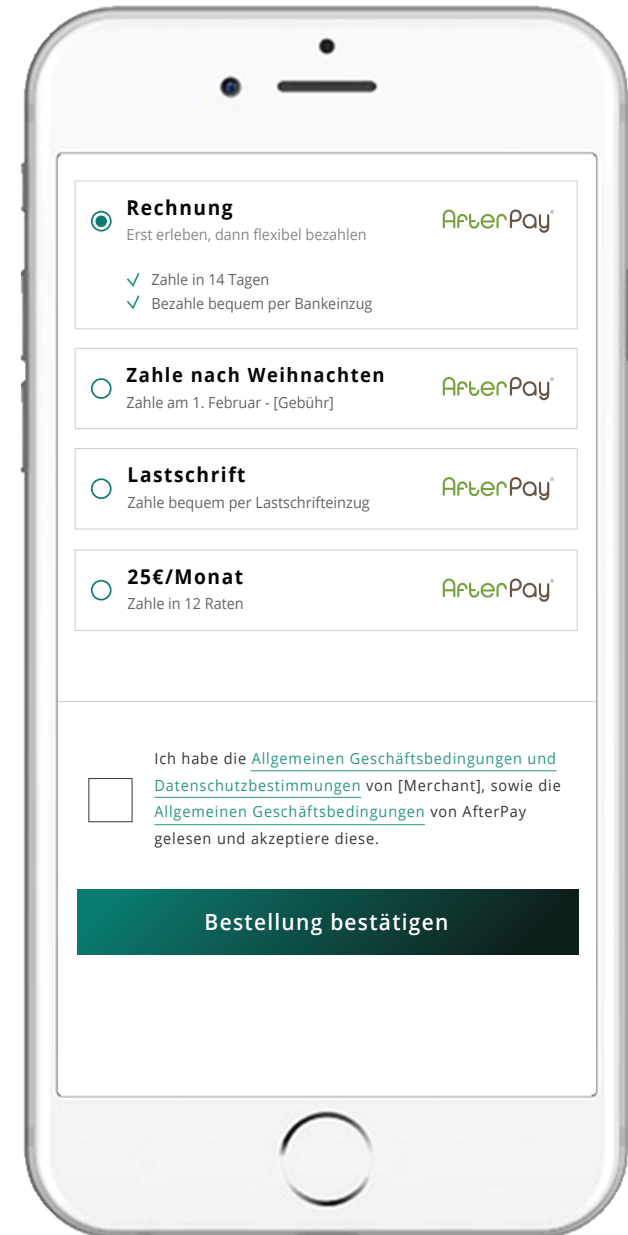 Rechnung
AfterPay®
Erst erleben, dann flexibel bezahlen
Zahle in 14 Tagen
Bezahle bequem per Bankeinzug
Zahle nach Weihnachten
AfterPay®
Zahle am 1. Februar - [Gebühr]
Lastschrift
AfterPay®
Zahle bequem per Lastschrifteinzug
25€/Monat
AfterPay®
Zahle in 12 Raten
Ich habe die Allgemeinen Geschäftsbedingungen und
Datenschutzbestimmungen von [Merchant], sowie die
Allgemeinen Geschäftsbedingungen von AfterPay
gelesen und akzeptiere diese.
Bestellung bestätigen